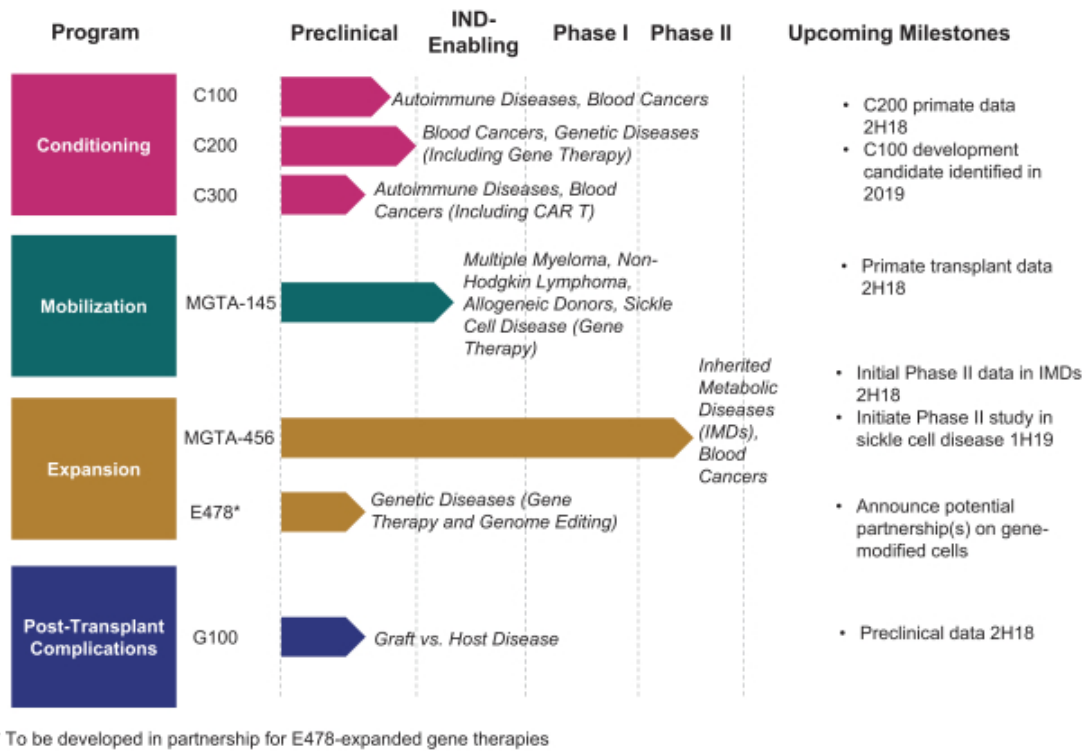 Program
Preclinical
IND-
Enabling
Phase I
Phase II
Upcoming Milestones
Conditioning
C100
Autoimmune Diseases, Blood Cancers
C200
Blood Cancers, Genetic Diseases
(Including Gene Therapy)
C300
Autoimmune Diseases, Blood
Cancers (Including CAR T)
• C200 primate data
2H18
• C100 development
candidate identified in
2019
Mobilization
MGTA-145
Multiple Myeloma, Non-
Hodgkin Lymphoma,
Allogeneic Donors, Sickle
Cell Disease (Gene
Therapy)
• Primate transplant data
2H18
Expansion
MGTA-456
Inherited
Metabolic
Diseases
(IMDs),
Blood
Cancers
• Initial Phase II data in IMDs
2H18
• Initiate Phase II study in
sickle cell disease 1H19
E478*
Genetic Diseases (Gene
Therapy and Genome Editing)
• Announce potential
partnership(s) on gene-
modified cells
Post-Transplant
Complications
G100
Graft vs. Host Disease
• Preclinical data 2H18
To be developed in partnership for E478-expanded gene therapies